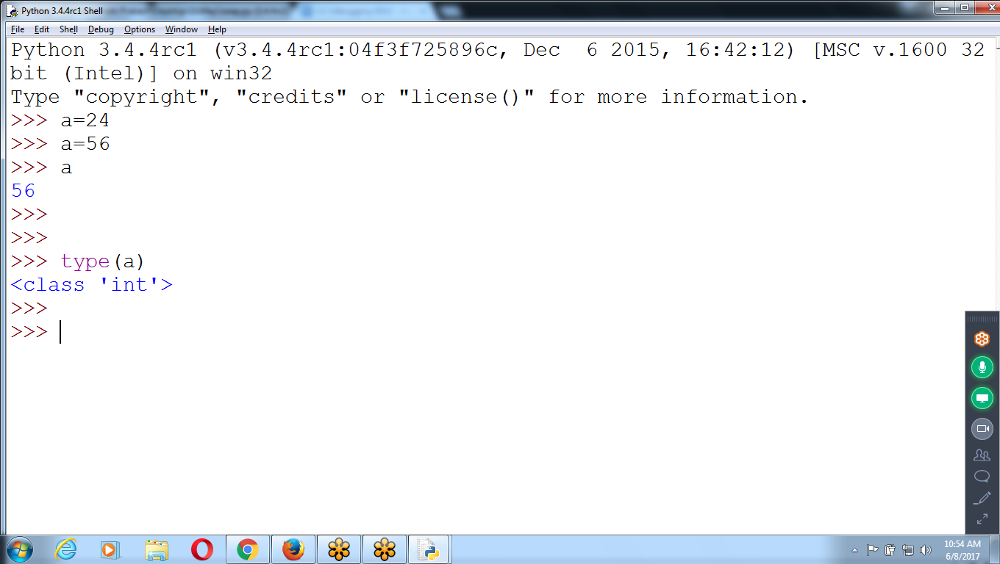 Python 3.4.4rc1 Shell
File Edit Shell Debug Options Window Help
Python 3.4.4rc1 (v3.4.4rc1:04f3f725896c, Dec  6 2015, 16:42:12) [MSC v.1600 32
bit (Intel)] on win32
Type "copyright", "credits" or "license()" for more information.
>>> a=24
>>> a=56
>>> a
56
>>>
>>>
>>> type(a)
<class 'int'>
>>>
>>>
10:54 AM
6/8/2017